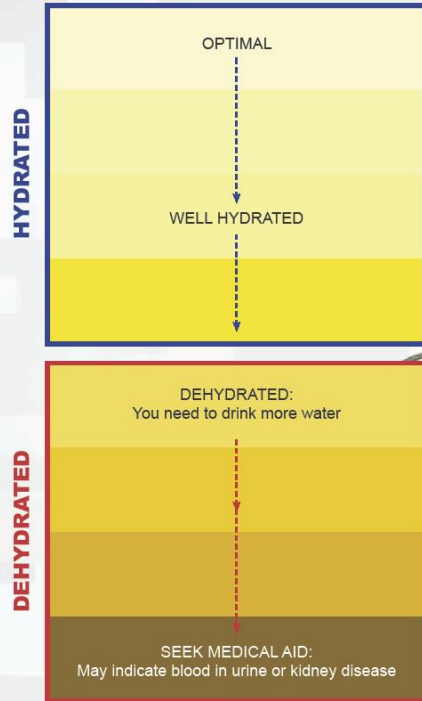 HYDRATED
OPTIMAL
WELL HYDRATED
DEHYDRATED
DEHYDRATED:
You need to drink more water
SEEK MEDICAL AID:
May indicate blood in urine or kidney disease